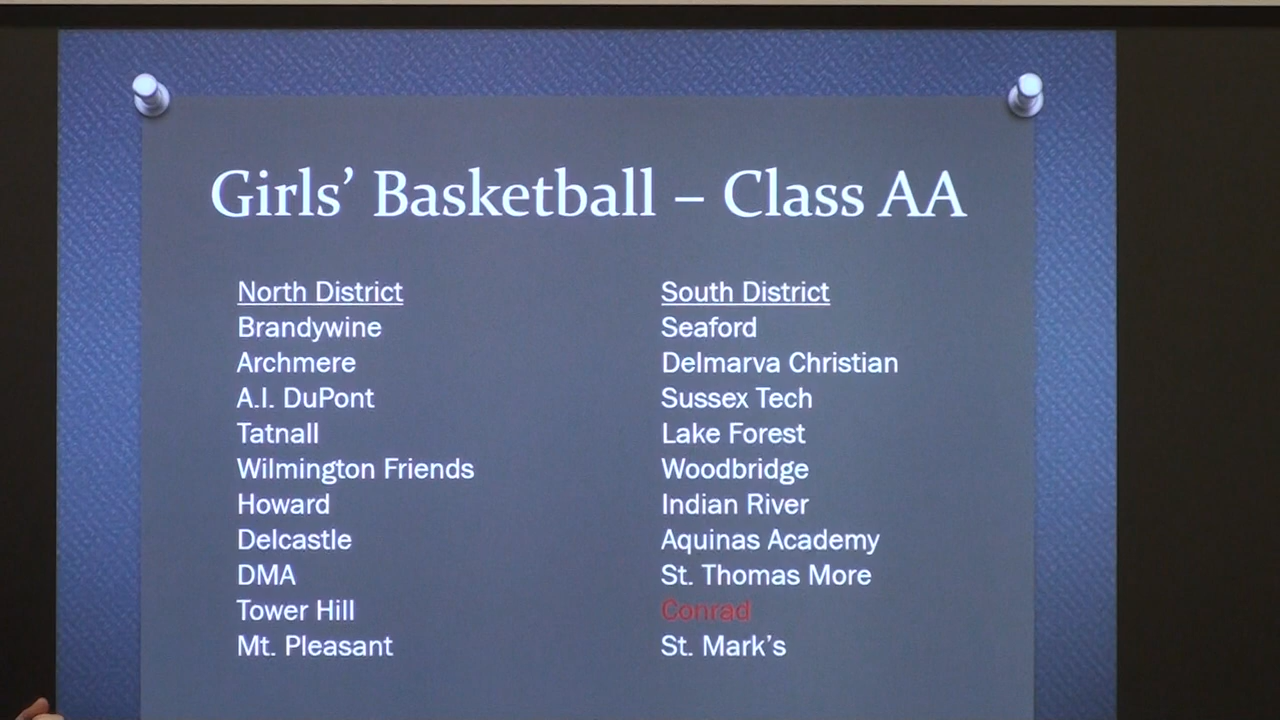 Girls' Basketball – Class AA
North District
Brandywine
Archmere
A.I. DuPont
Tatnall
Wilmington Friends
Howard
Delcastle
DMA
Tower Hill
Mt. Pleasant
South District
Seaford
Delmarva Christian
Sussex Tech
Lake Forest
Woodbridge
Indian River
Aquinas Academy
St. Thomas More
Conrad
St. Mark's